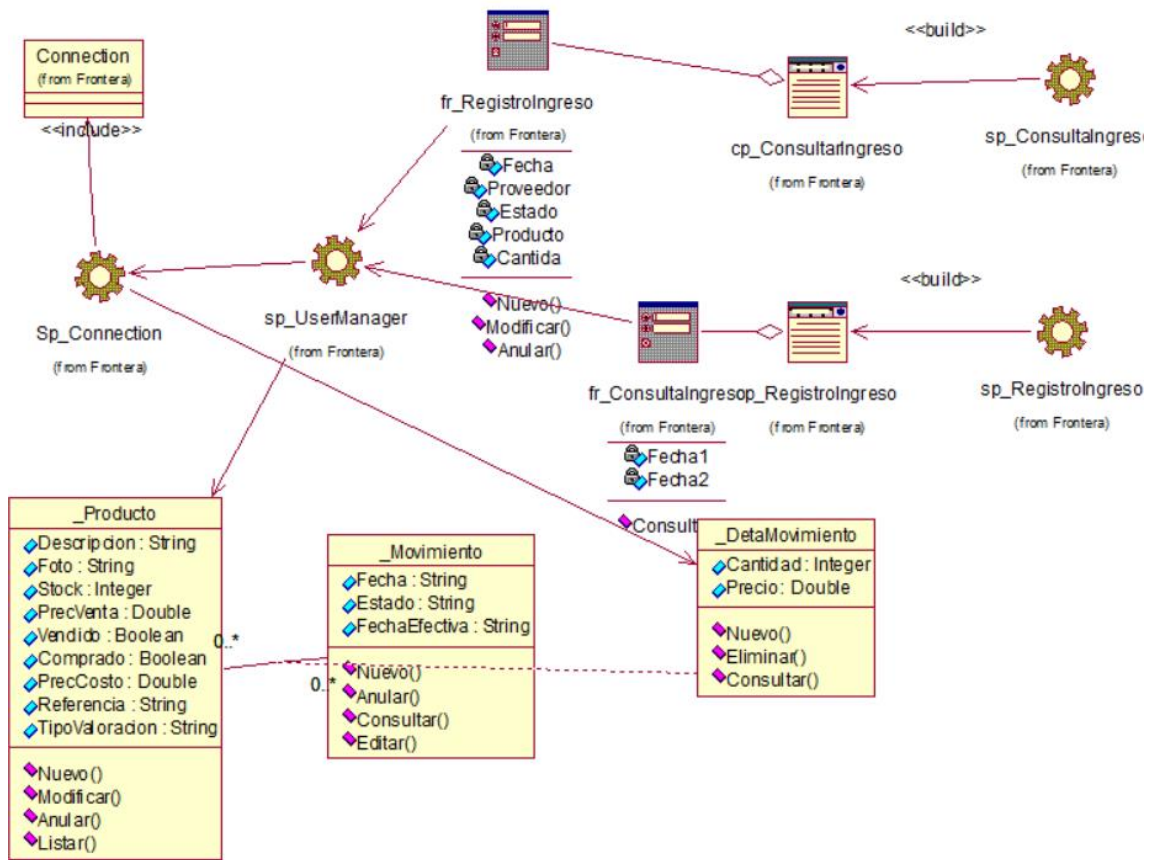 Connection
(from Frontera)
<<include>>
Sp_Connection
(from Frontera)
sp_UserManager
(from Frontera)
fr_RegistroIngreso
(from Frontera)
Fecha
Proveedor
Estado
Producto
Cantida
Nuevo()
Modificar()
Anular()
<<build>>
cp_ConsultarIngreso
(from Frontera)
sp_ConsultaIngreso
(from Frontera)
<<build>>
fr_ConsultaIngreso
(from Frontera)
Fecha1
Fecha2
Consult
cp_RegistroIngreso
(from Frontera)
sp_RegistroIngreso
(from Frontera)
_Producto
Descripcion : String
Foto : String
Stock : Integer
PrecVenta : Double
Vendido : Boolean
Comprado : Boolean
PrecCosto : Double
Referencia : String
TipoValoracion : String
Nuevo()
Modificar()
Anular()
Listar()
0..*
0..*
_Movimiento
Fecha : String
Estado : String
FechaEfectiva : String
Nuevo()
Anular()
Consultar()
Editar()
_DetaMovimiento
Cantidad : Integer
Precio : Double
Nuevo()
Eliminar()
Consultar()